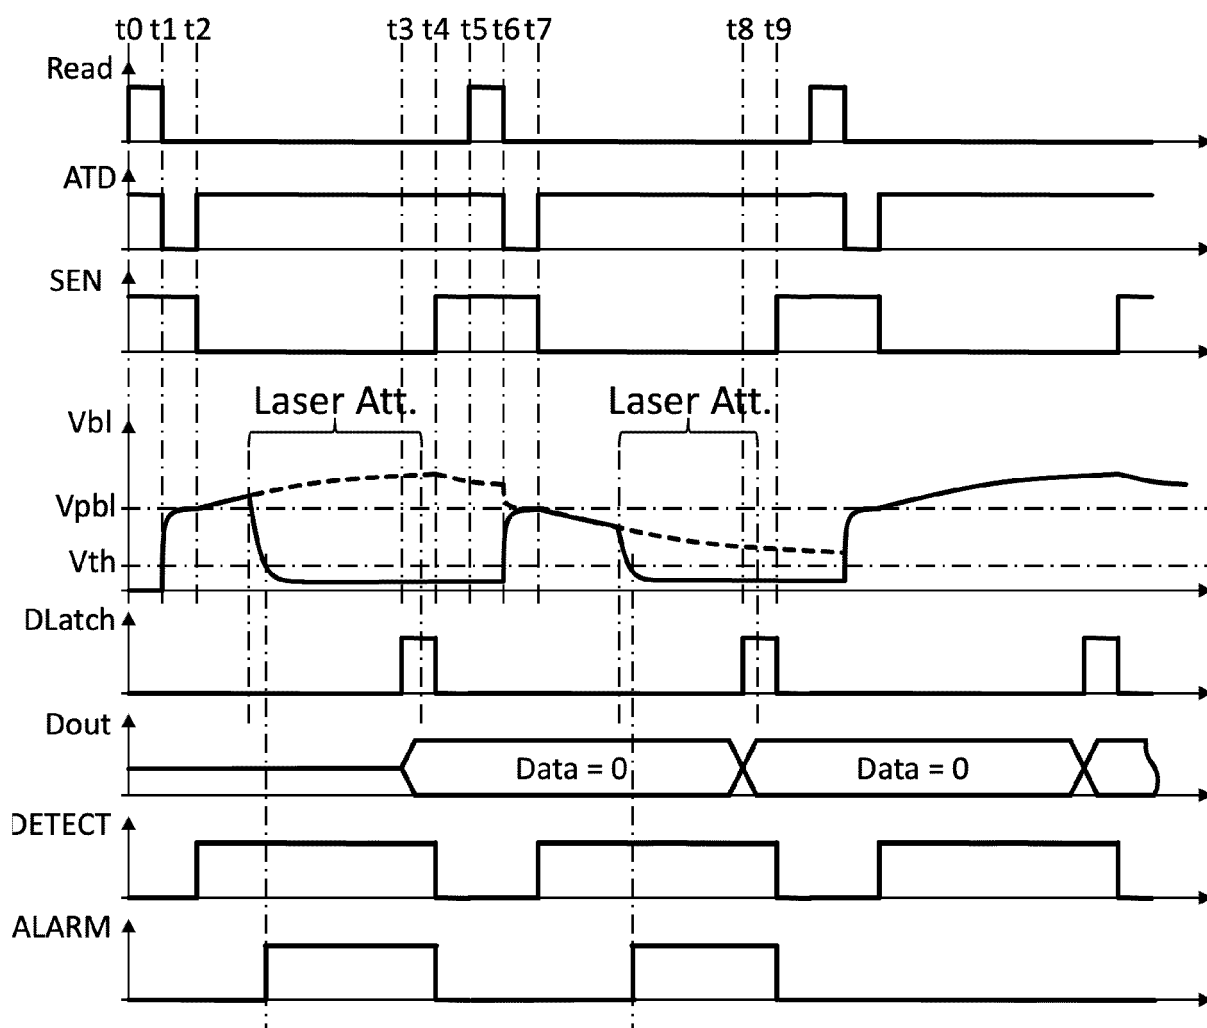 t0 t1 t2 t3 t4 t5 t6 t7 t8 t9
Read
ATD
SEN
Laser Att. Laser Att.
Vbl
Vpbl
Vth
DLatch
Dout
Data = 0 Data = 0
DETECT
ALARM